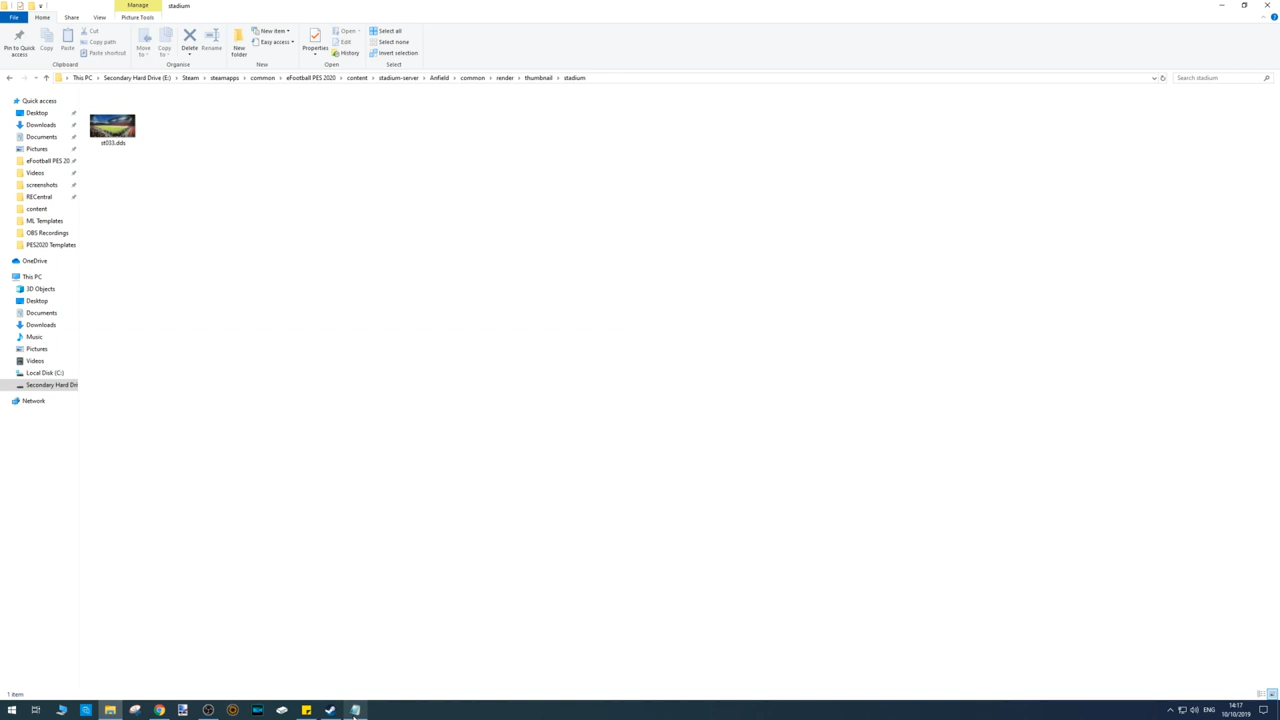 Manage
stadium
File
Home
Share
View
Picture Tools
Pin to Quick access
Copy
Paste
Cut
Copy path
Paste shortcut
Clipboard
Move to
Copy to
Delete
Rename
Organise
New folder
New item
Easy access
New
Properties
Open
Edit
History
Open
Select all
Select none
Invert selection
Select
This PC > Secondary Hard Drive (E:) > Steam > steamapps > common > eFootball PES 2020 > content > stadium-server > Anfield > common > render > thumbnail > stadium
Search stadium
Quick access
Desktop
Downloads
Documents
Pictures
eFootball PES 20
Videos
screenshots
RECentral
content
ML Templates
OBS Recordings
PES2020 Templates
OneDrive
This PC
3D Objects
Desktop
Documents
Downloads
Music
Pictures
Videos
Local Disk (C:)
Secondary Hard Dri
Network
st033.dds
1 item
ENG
14:17
10/10/2019